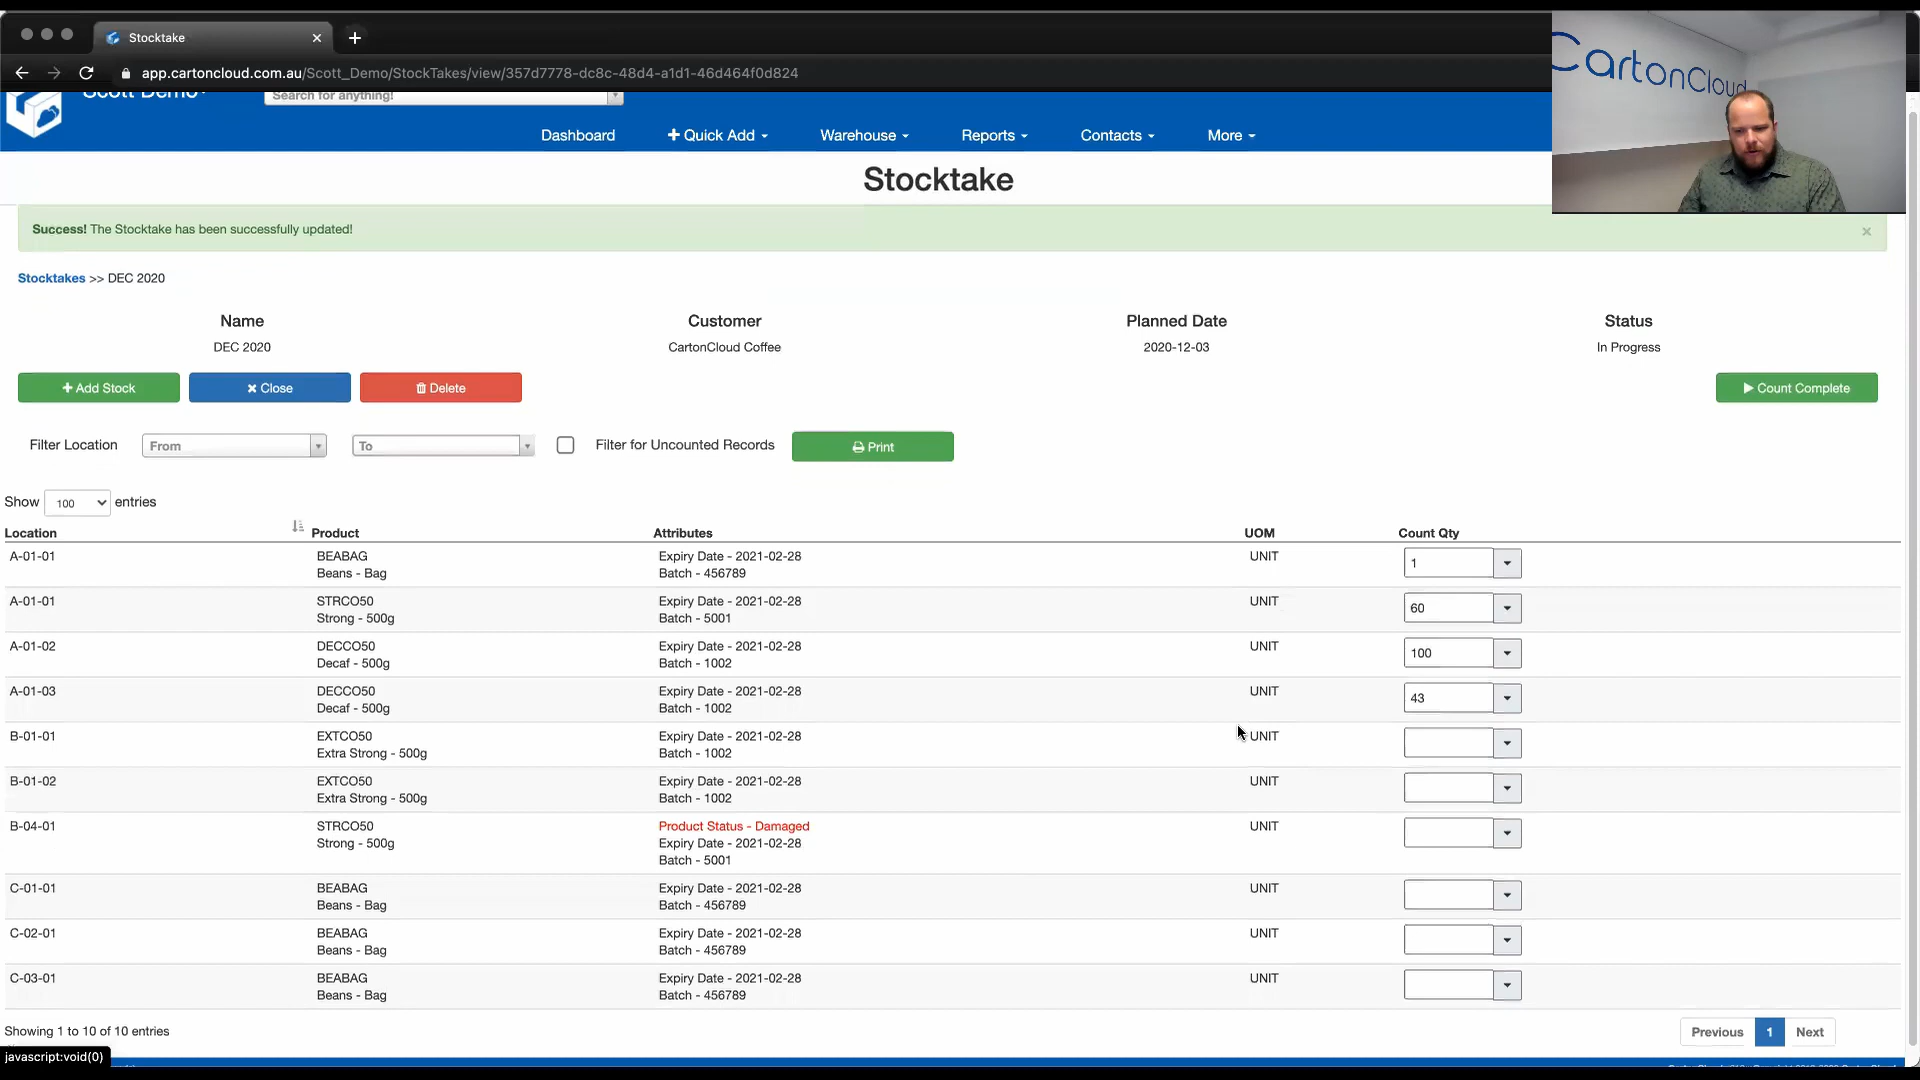 Stocktake
app.cartoncloud.com.au/Scott_Demo/StockTakes/view/357d7778-dc8c-48d4-a1d1-46d464f0d824
CartonCloud
Scott Demo
Search for anything!
Dashboard
Quick Add
Warehouse
Reports
Contacts
More
Stocktake
Success! The Stocktake has been successfully updated!
×
Stocktakes >> DEC 2020
Name Customer Planned Date Status
DEC 2020 CartonCloud Coffee 2020-12-03 In Progress
Add Stock
Close
Delete
Count Complete
Filter Location From To Filter for Uncounted Records Print
Show 100 entries
Location Product Attributes UOM Count Qty
A-01-01 BEABAG Expiry Date - 2021-02-28 UNIT 1
Beans - Bag Batch - 456789
A-01-01 STRCO50 Expiry Date - 2021-02-28 UNIT 60
Strong - 500g Batch - 5001
A-01-02 DECCO50 Expiry Date - 2021-02-28 UNIT 100
Decaf - 500g Batch - 1002
A-01-03 DECCO50 Expiry Date - 2021-02-28 UNIT 43
Decaf - 500g Batch - 1002
B-01-01 EXTCO50 Expiry Date - 2021-02-28 UNIT
Extra Strong - 500g Batch - 1002
B-01-02 EXTCO50 Expiry Date - 2021-02-28 UNIT
Extra Strong - 500g Batch - 1002
B-04-01 STRCO50 Product Status - Damaged UNIT
Strong - 500g Expiry Date - 2021-02-28
Batch - 5001
C-01-01 BEABAG Expiry Date - 2021-02-28 UNIT
Beans - Bag Batch - 456789
C-02-01 BEABAG Expiry Date - 2021-02-28 UNIT
Beans - Bag Batch - 456789
C-03-01 BEABAG Expiry Date - 2021-02-28 UNIT
Beans - Bag Batch - 456789
Showing 1 to 10 of 10 entries
Previous 1 Next
javascript:void(0)